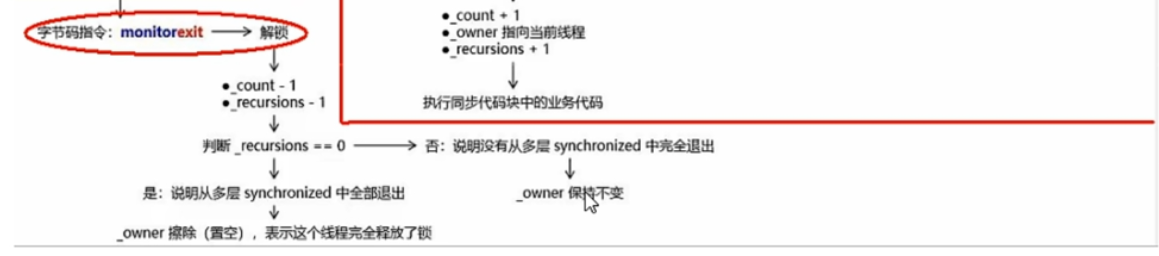 _count + 1
_owner 指向当前线程
_recursions + 1
执行同步代码块中的业务代码
字节码指令：monitorexit 解锁
_count - 1
_recursions - 1
判断 _recursions == 0
否：说明没有从多层 synchronized 中完全退出
_owner 保持不变
是：说明从多层 synchronized 中全部退出
_owner 擦除（置空），表示这个线程完全释放了锁